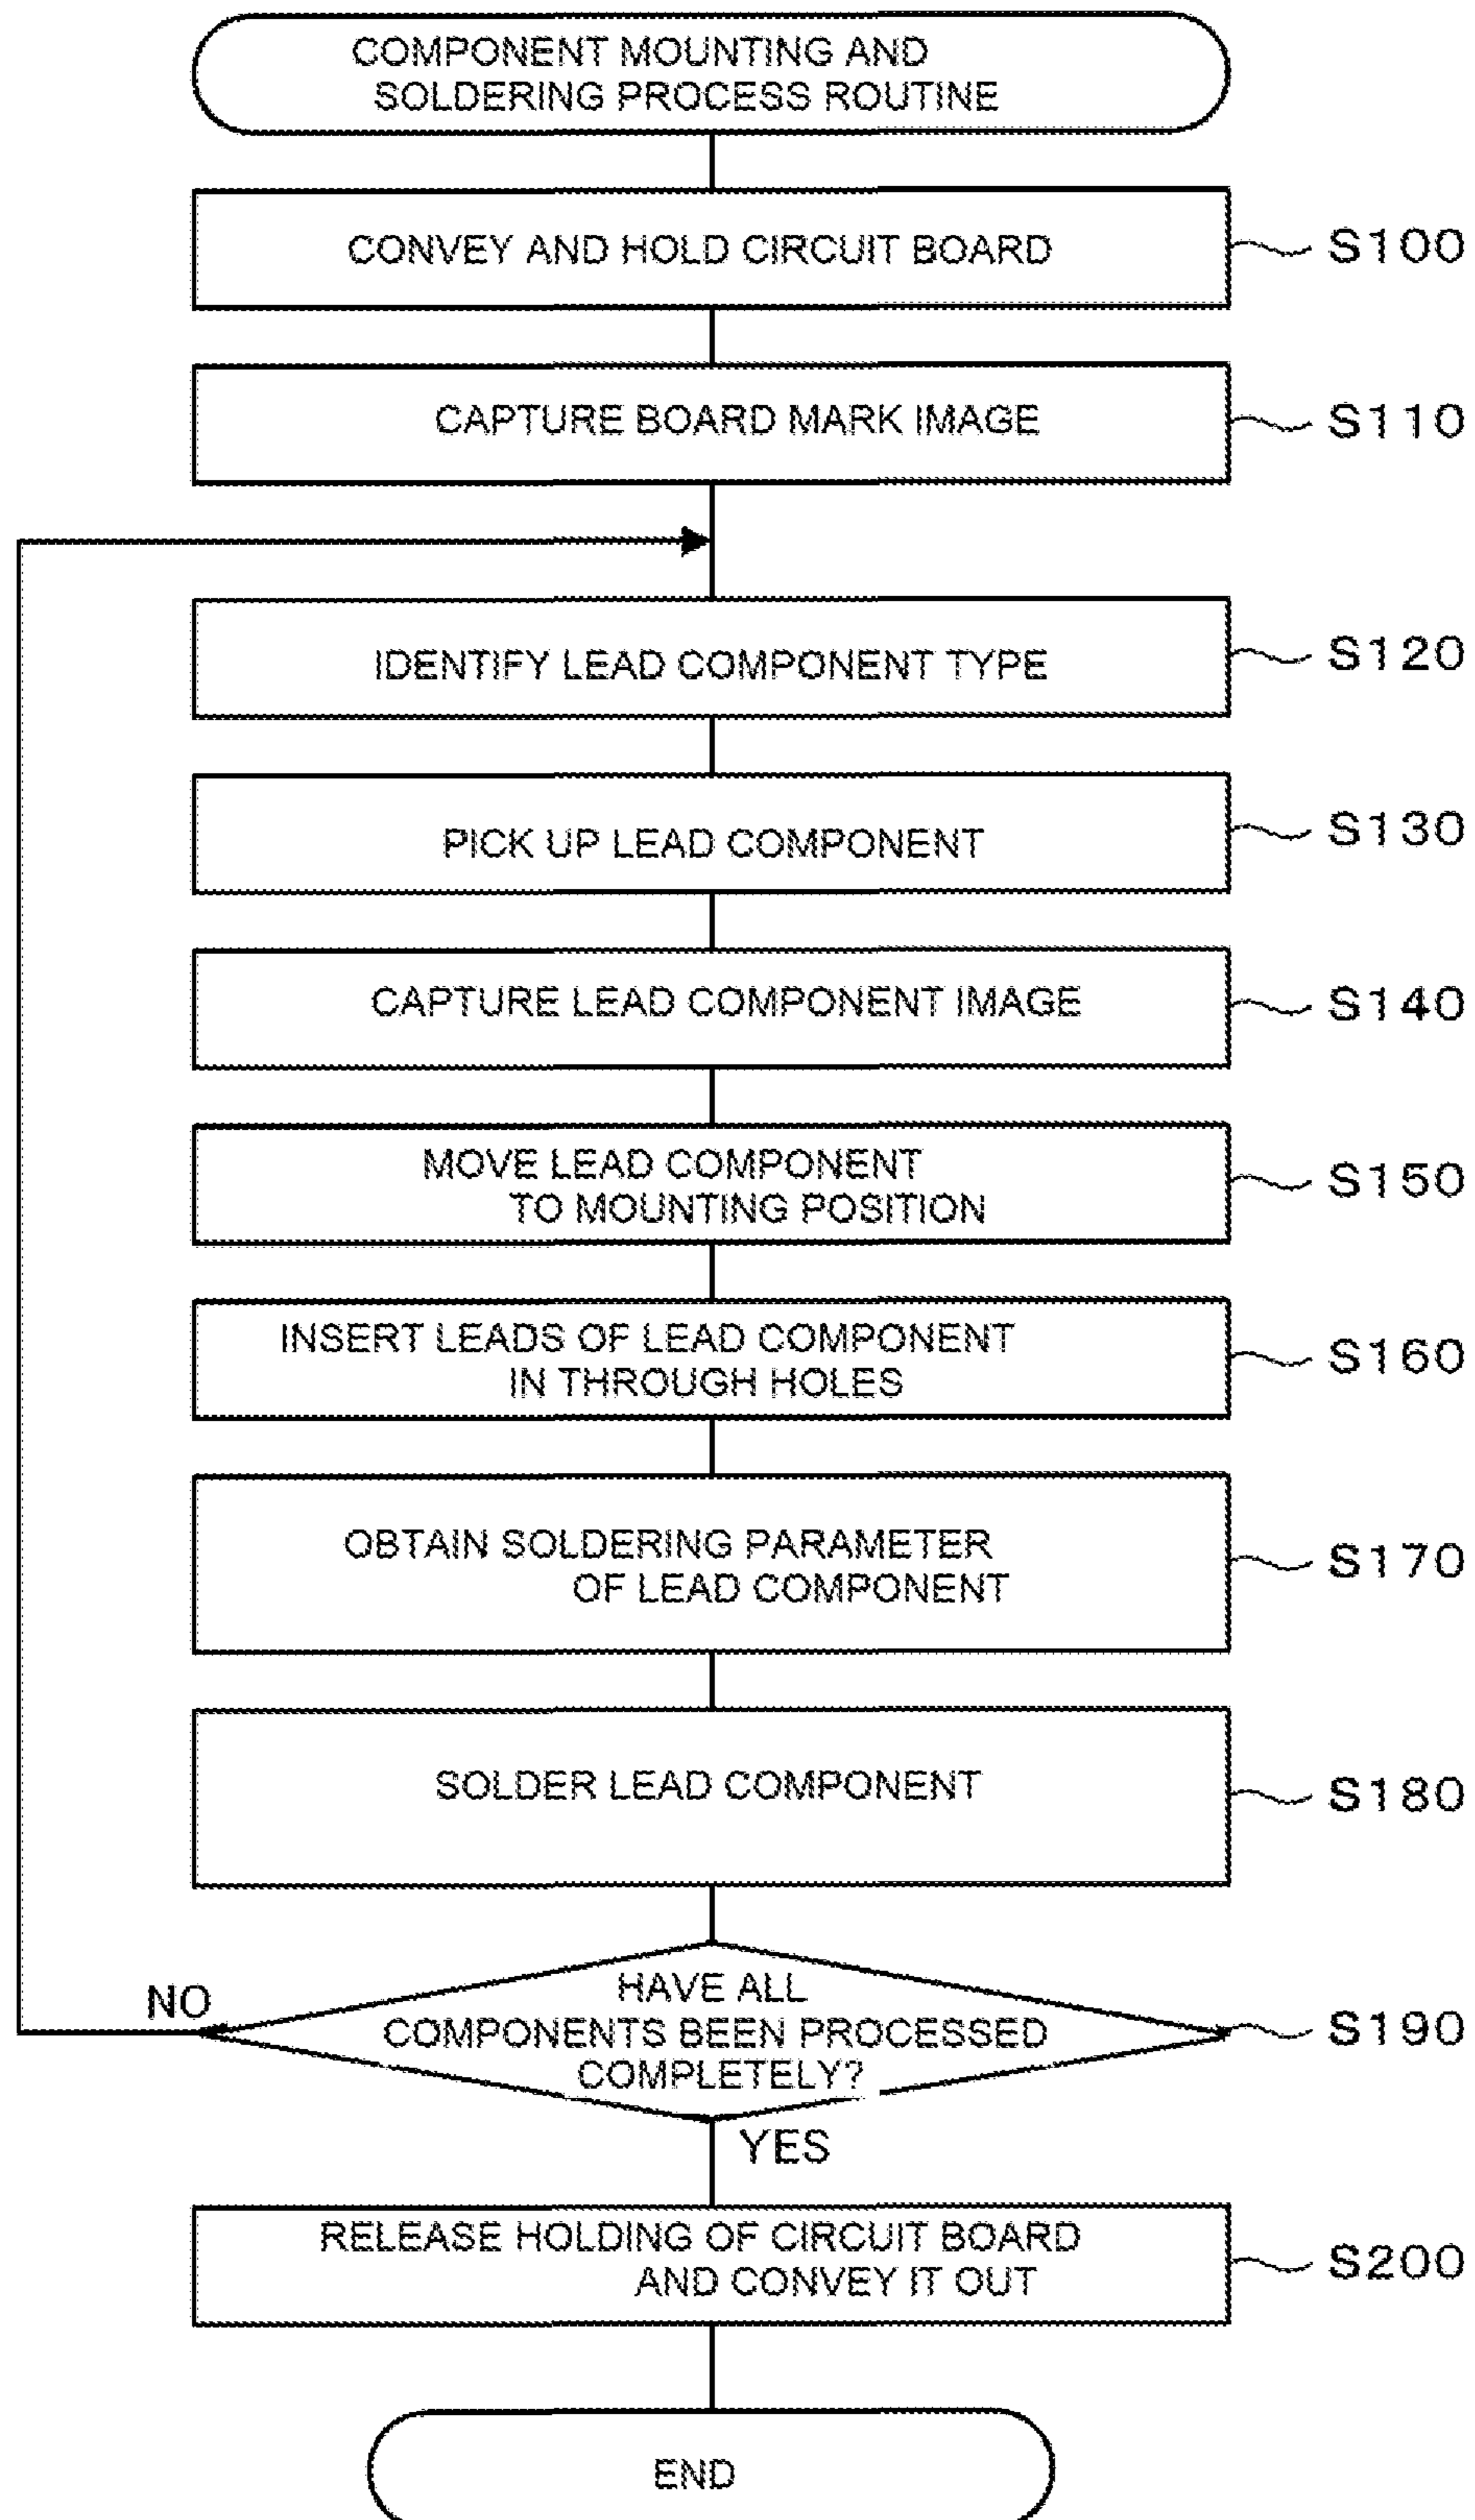 COMPONENT MOUNTING AND
SOLDERING PROCESS ROUTINE
CONVEY AND HOLD CIRCUIT BOARD
S100
CAPTURE BOARD MARK IMAGE
S110
IDENTIFY LEAD COMPONENT TYPE
S120
PICK UP LEAD COMPONENT
S130
CAPTURE LEAD COMPONENT IMAGE
S140
MOVE LEAD COMPONENT
TO MOUNTING POSITION
S150
INSERT LEADS OF LEAD COMPONENT
IN THROUGH HOLES
S160
OBTAIN SOLDERING PARAMETER
OF LEAD COMPONENT
S170
SOLDER LEAD COMPONENT
S180
HAVE ALL
COMPONENTS BEEN PROCESSED
COMPLETELY?
S190
NO
YES
RELEASE HOLDING OF CIRCUIT BOARD
AND CONVEY IT OUT
S200
END